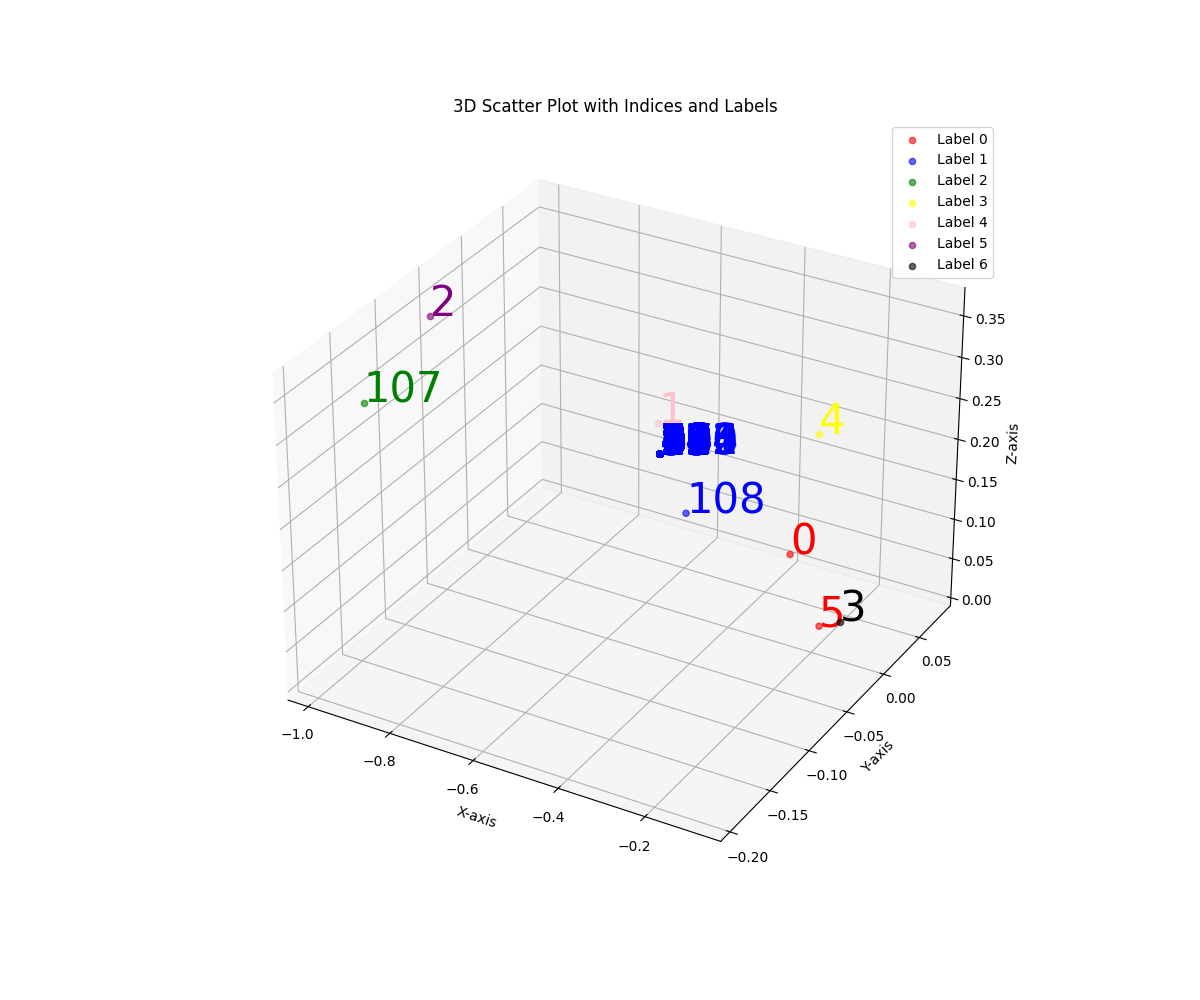 3D Scatter Plot with Indices and Labels
Label 0
Label 1
Label 2
Label 3
Label 4
Label 5
Label 6
2
107
1
4
108
0
5
3
0.35
0.30
0.25
0.20
0.15
0.10
0.05
0.00
Z-axis
0.05
0.00
−0.05
−0.10
−0.15
−0.20
Y-axis
−1.0
−0.8
−0.6
−0.4
−0.2
X-axis